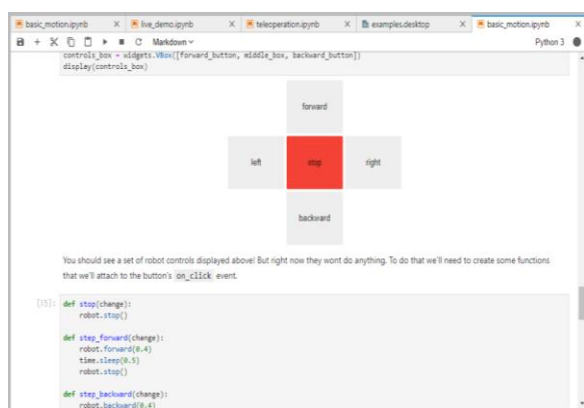 basic_motion.ipynb × live_demo.ipynb × teleoperation.ipynb × examples.desktop × basic_motion.ipynb ×
Markdown Python 3
controls_box = widgets.VBox([forward_button, middle_box, backward_button])
display(controls_box)
forward
left stop right
backward
You should see a set of robot controls displayed above! But right now they wont do anything. To do that we'll need to create some functions
that we'll attach to the button's on_click event.
[35]: def stop(change):
robot.stop()
def step_forward(change):
robot.forward(0.4)
time.sleep(0.5)
robot.stop()
def step_backward(change):
robot.backward(0.4)